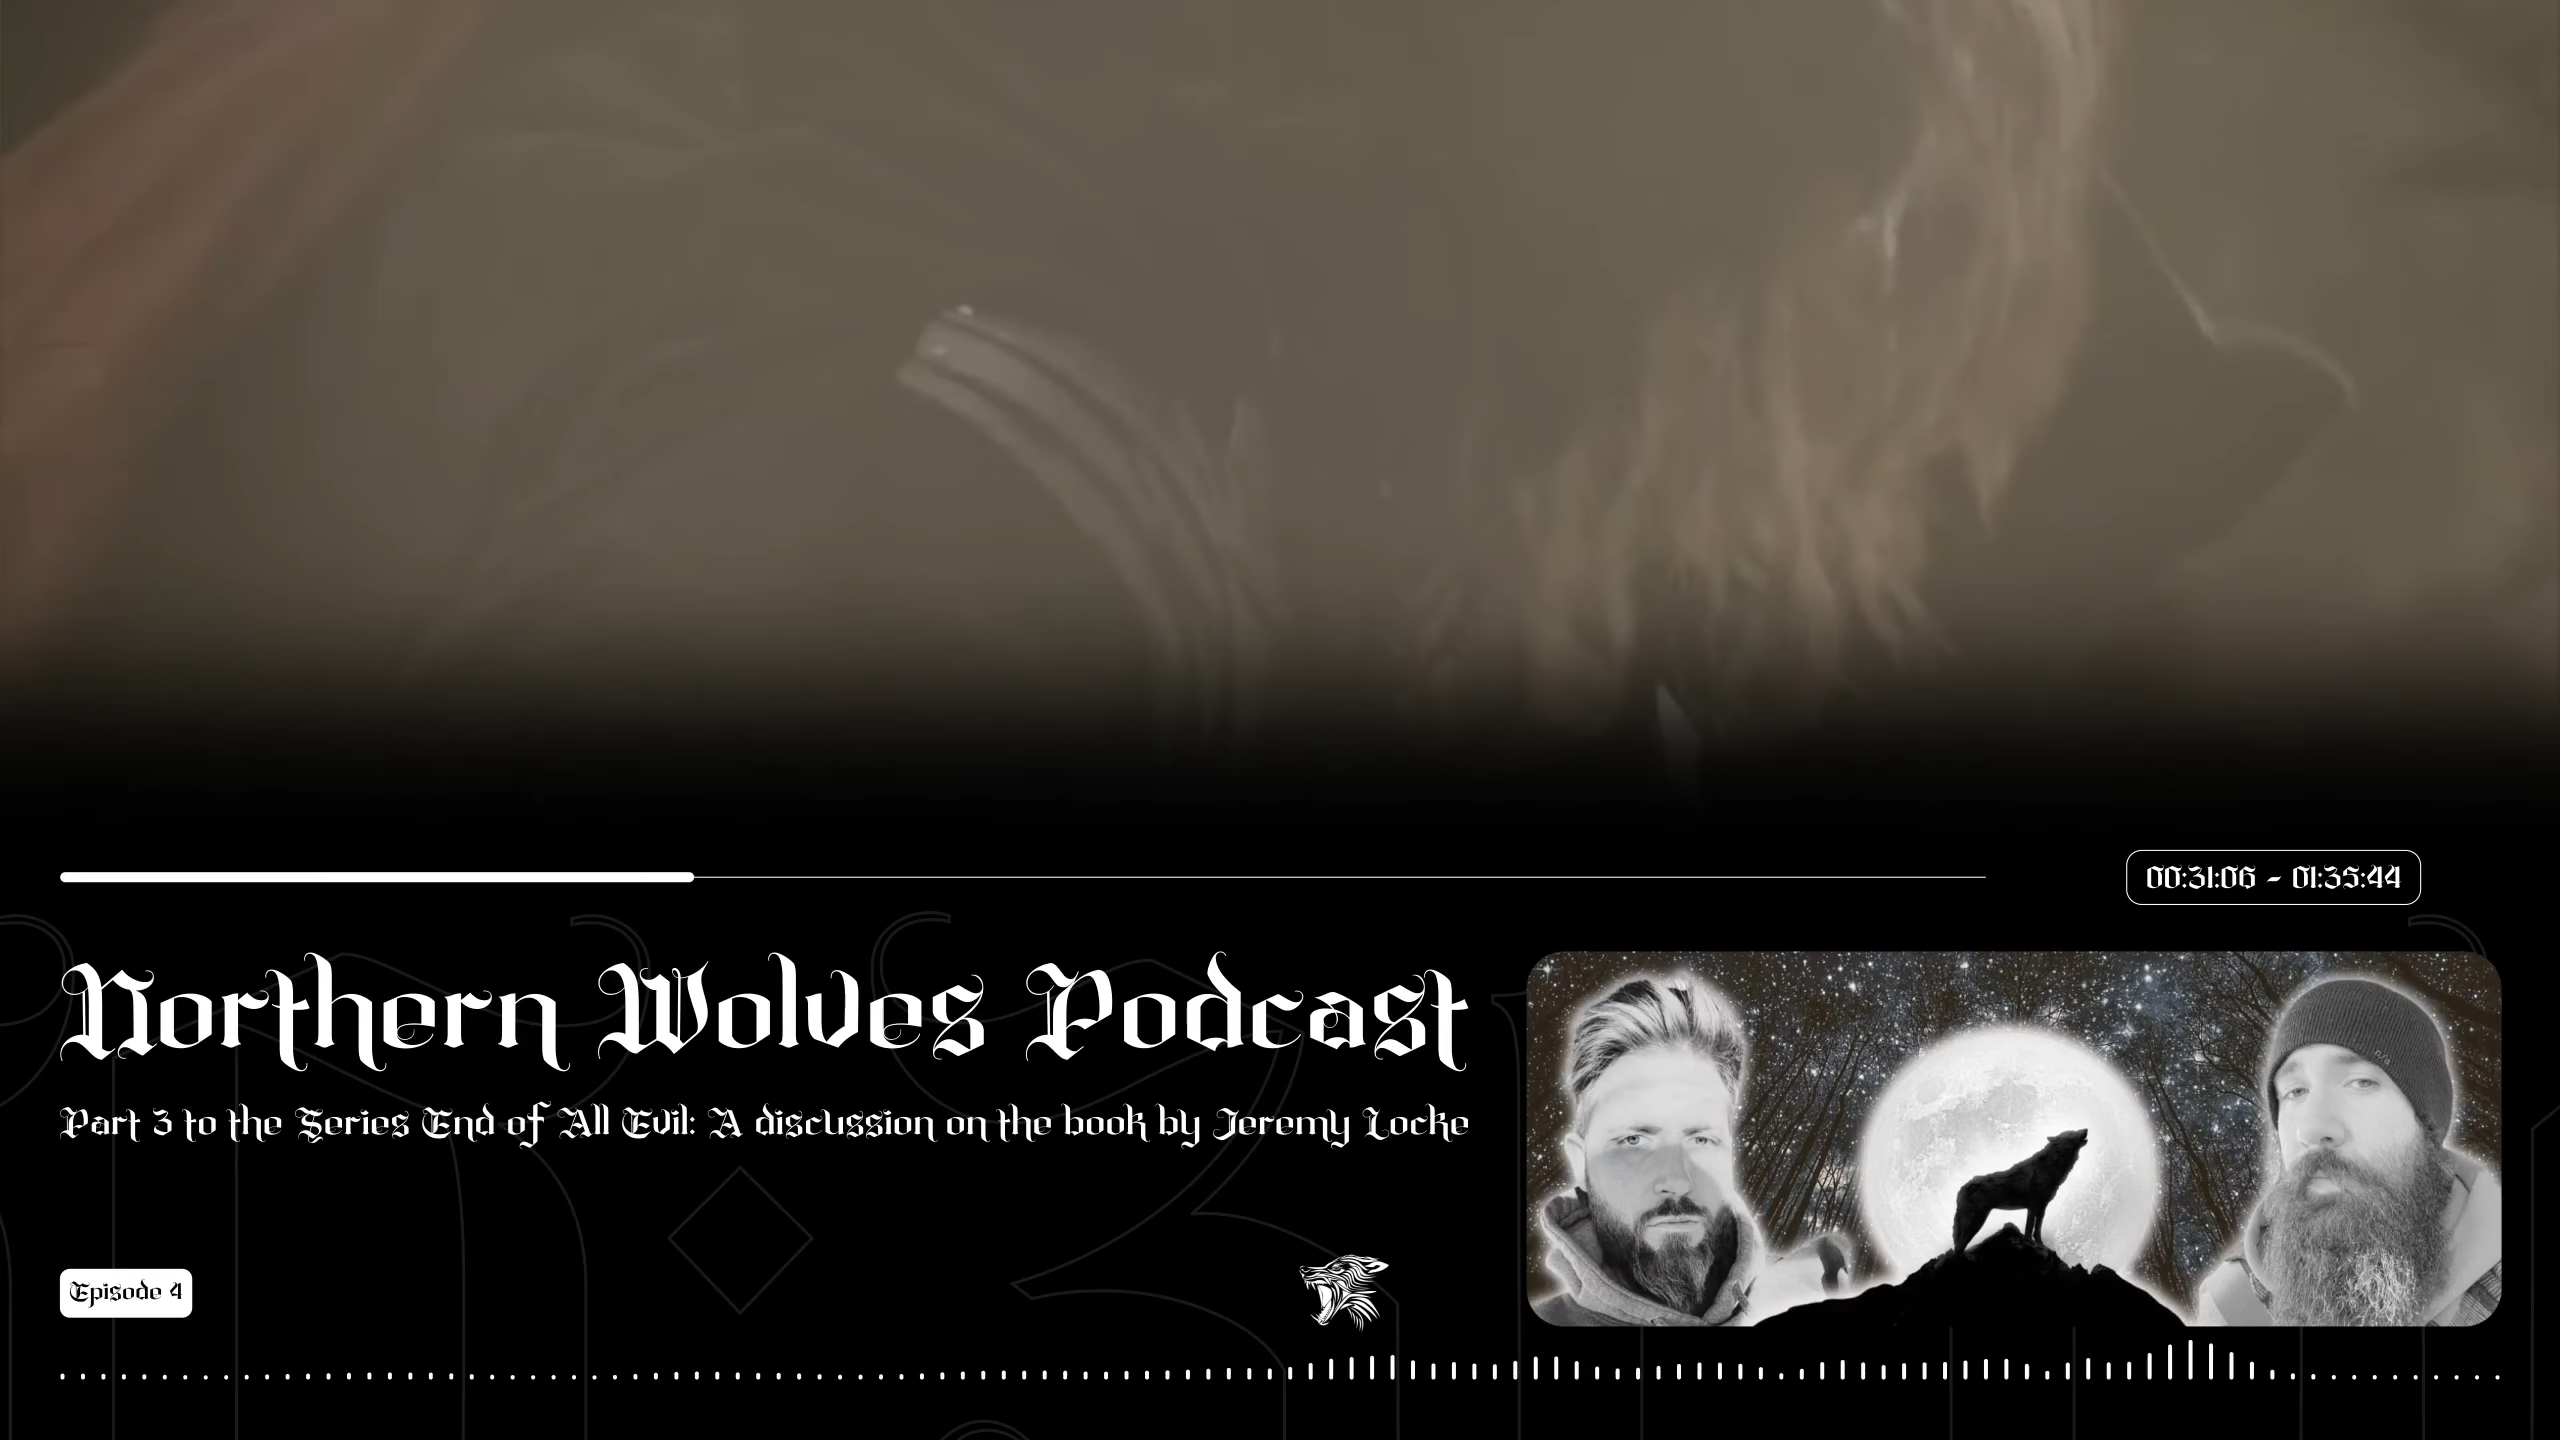 00:31:06 - 01:35:44
Northern Wolves Podcast
Part 3 to the Series End of All Evil: A discussion on the book by Jeremy Locke
Episode 4